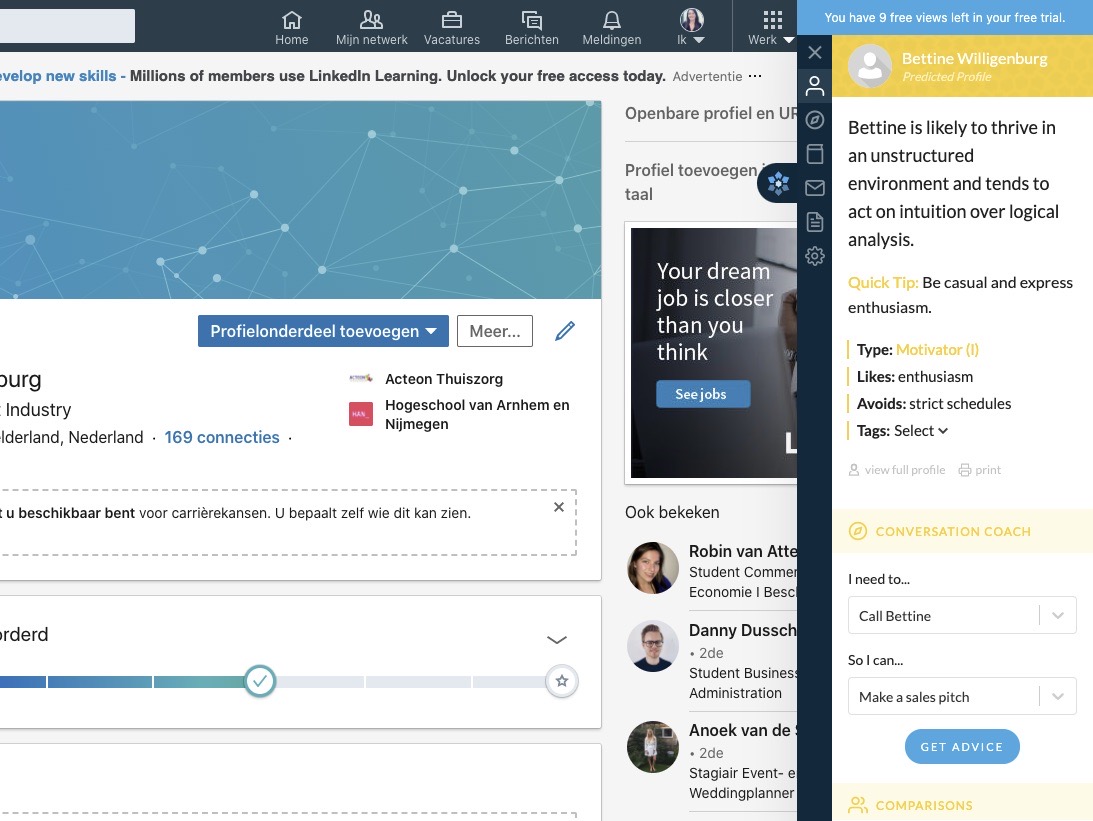 You have 9 free views left in your free trial.
Home
Mijn netwerk
Vacatures
Berichten
Meldingen
Ik
Werk
Bettine Willigenburg
Predicted Profile
evelop new skills - Millions of members use LinkedIn Learning. Unlock your free access today. Advertentie ...
Openbare profiel en UR
Profiel toevoegen i
taal
Your dream
job is closer
than you
think
See jobs
L
Profielonderdeel toevoegen
Meer...
burg
t Industry
elderland, Nederland · 169 connecties ·
Acteon Thuiszorg
Hogeschool van Arnhem en
Nijmegen
t u beschikbaar bent voor carrièrekansen. U bepaalt zelf wie dit kan zien.
orderd
Ook bekeken
Robin van Atte
Student Commer
Economie I Besc
Danny Dussch
• 2de
Student Business
Administration
Anoek van de S
• 2de
Stagiair Event- e
Weddingplanner
Bettine is likely to thrive in
an unstructured
environment and tends to
act on intuition over logical
analysis.
Quick Tip: Be casual and express
enthusiasm.
Type: Motivator (I)
Likes: enthusiasm
Avoids: strict schedules
Tags: Select
view full profile
print
CONVERSATION COACH
I need to...
Call Bettine
So I can...
Make a sales pitch
GET ADVICE
COMPARISONS